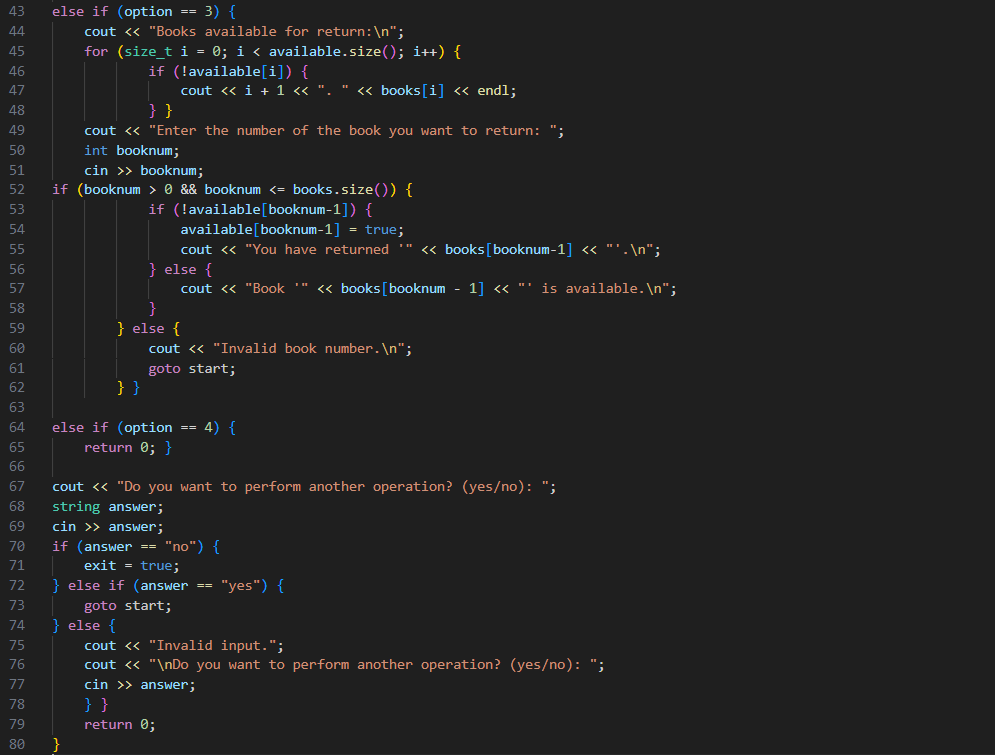 43 else if (option == 3) {
44     cout << "Books available for return:\n";
45     for (size_t i = 0; i < available.size(); i++) {
46             if (!available[i]) {
47                 cout << i + 1 << ". " << books[i] << endl;
48             } }
49     cout << "Enter the number of the book you want to return: ";
50     int booknum;
51     cin >> booknum;
52 if (booknum > 0 && booknum <= books.size()) {
53             if (!available[booknum-1]) {
54                 available[booknum-1] = true;
55                 cout << "You have returned '" << books[booknum-1] << "'.\n";
56             } else {
57                 cout << "Book '" << books[booknum - 1] << "' is available.\n";
58             }
59         } else {
60             cout << "Invalid book number.\n";
61             goto start;
62         } }
63
64 else if (option == 4) {
65     return 0; }
66
67 cout << "Do you want to perform another operation? (yes/no): ";
68 string answer;
69 cin >> answer;
70 if (answer == "no") {
71     exit = true;
72 } else if (answer == "yes") {
73     goto start;
74 } else {
75     cout << "Invalid input.";
76     cout << "\nDo you want to perform another operation? (yes/no): ";
77     cin >> answer;
78     } }
79     return 0;
80 }